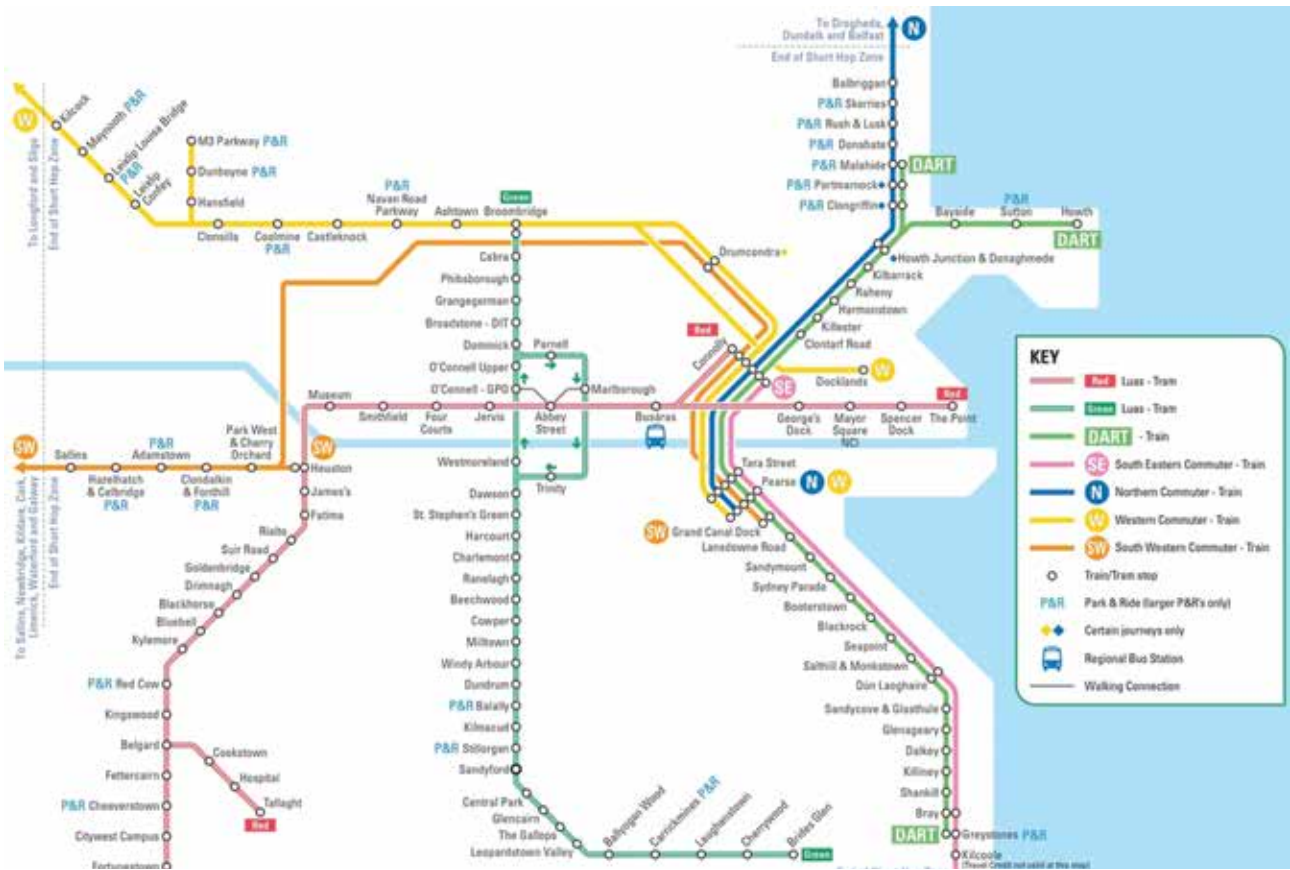 To Drogheda,
Dundalk and Belfast
N
End of Short Hop Zone
Balbriggan
P&R Skerries
P&R Rush & Lusk
P&R Donabate
P&R Malahide
DART
P&R Portmarnock
P&R Clongriffin
Bayside
P&R
Sutton
Howth
DART
Howth Junction & Donaghmede
Kilbarrack
Raheny
Harmonstown
Killester
Clontarf Road
W
To Longford and Sligo
End of Short Hop Zone
Kilcock
Maynooth P&R
Leixlip Louisa Bridge
P&R
Leixlip
Confey
M3 Parkway P&R
Dunboyne P&R
Hansfield
Clonsilla
Coolmine
P&R
Castleknock
P&R
Navan Road
Parkway
Ashtown
Green
Broombridge
Drumcondra
Cabra
Phibsborough
Grangegorman
Broadstone - DIT
Dominick
Parnell
O'Connell Upper
O'Connell - GPO
Marlborough
Red
Connolly
Docklands
W
SE
Museum
Smithfield
Four
Courts
Jervis
Abbey
Street
Busáras
George's
Dock
Mayor
Square
NCI
Spencer
Dock
Red
The Point
SW
Sallins
Hazelhatch
& Celbridge
P&R
P&R
Adamstown
Clondalkin
& Fonthill
P&R
Park West
& Cherry
Orchard
SW
Heuston
To Sallins, Newbridge, Kildare, Cork,
Limerick, Waterford and Galway
End of Short Hop Zone
James's
Fatima
Rialto
Suir Road
Goldenbridge
Drimnagh
Blackhorse
Bluebell
Kylemore
P&R Red Cow
Kingswood
Belgard
Cookstown
Hospital
Tallaght
Red
Fettercairn
P&R Cheeverstown
Citywest Campus
Fortunestown
Westmoreland
Trinity
Dawson
St. Stephen's Green
Harcourt
Charlemont
Ranelagh
Beechwood
Cowper
Milltown
Windy Arbour
Dundrum
P&R Balally
Kilmacud
P&R Stillorgan
Sandyford
Central Park
Glencairn
The Gallops
Leopardstown Valley
Ballyogan Wood
Carrickmines P&R
Laughanstown
Cherrywood
Brides Glen
Green
Tara Street
Pearse
N
W
SW
Grand Canal Dock
Lansdowne Road
Sandymount
Sydney Parade
Booterstown
Blackrock
Seapoint
Salthill & Monkstown
Dún Laoghaire
Sandycove & Glasthule
Glenageary
Dalkey
Killiney
Shankill
Bray
DART
Greystones P&R
Kilcoole
(Travel Credit not valid at this stop)
KEY
Red Luas - Tram
Green Luas - Tram
DART - Train
SE South Eastern Commuter - Train
N Northern Commuter - Train
W Western Commuter - Train
SW South Western Commuter - Train
Train/Tram stop
P&R Park & Ride (larger P&R's only)
Certain journeys only
Regional Bus Station
Walking Connection